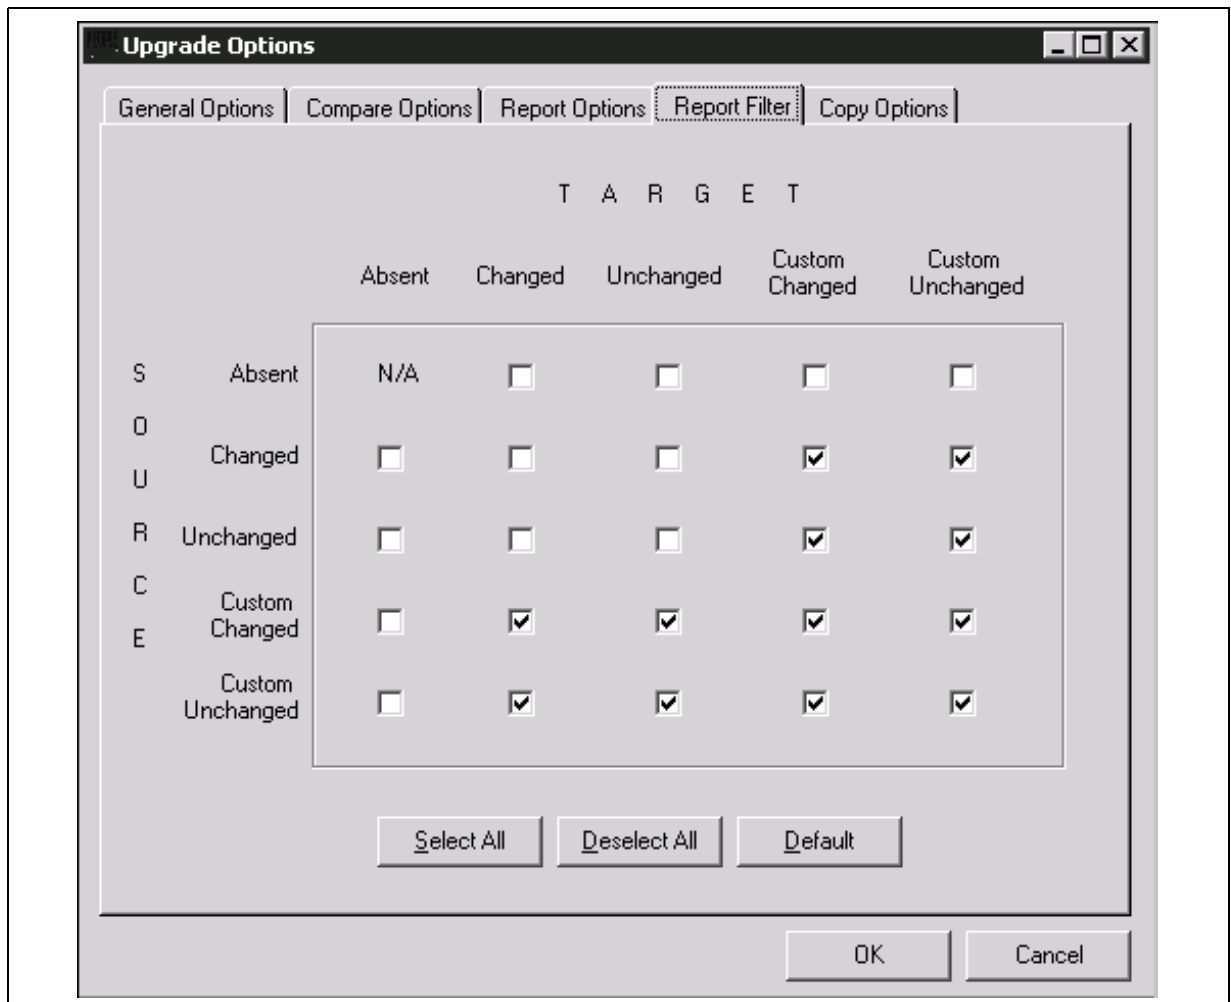 Upgrade Options
General Options Compare Options Report Options Report Filter Copy Options
T A R G E T
Absent Changed Unchanged Custom Changed Custom Unchanged
S O U R C E
Absent N/A
Changed
Unchanged
Custom Changed
Custom Unchanged
Select All Deselect All Default
OK Cancel